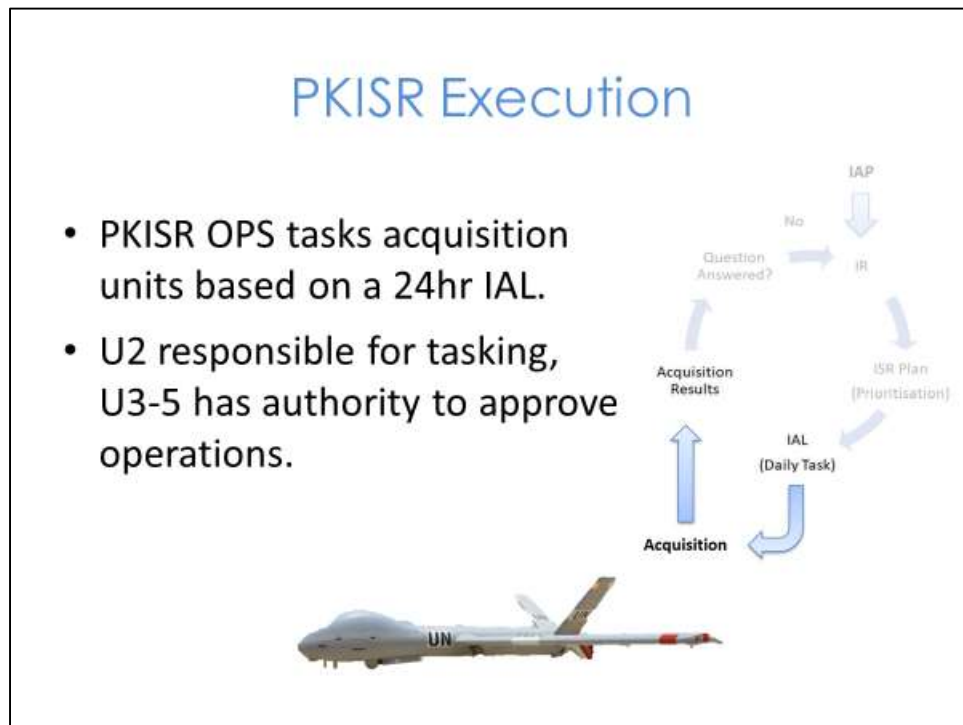 PKISR Execution
• PKISR OPS tasks acquisition
units based on a 24hr IAL.
• U2 responsible for tasking,
U3-5 has authority to approve
operations.
IAP
No
Question
Answered?
IR
Acquisition
Results
ISR Plan
(Prioritisation)
IAL
(Daily Task)
Acquisition
UN